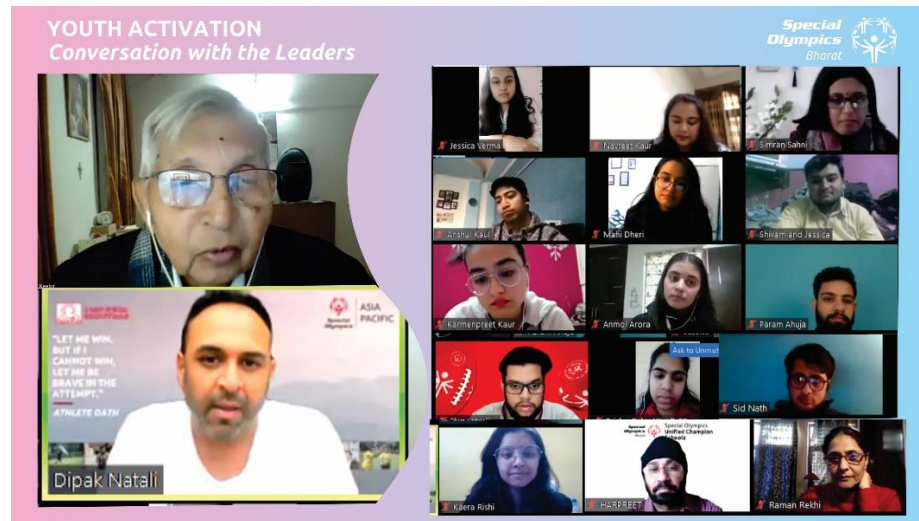 YOUTH ACTIVATION
Conversation with the Leaders
Special
Olympics
Bharat
Special
Olympics
ASIA
PACIFIC
"LET ME WIN.
BUT IF I
CANNOT WIN,
LET ME BE
BRAVE IN THE
ATTEMPT."
ATHLETE OATH
Dipak Natali
Jessica Verma
Navreet Kaur
Simran Sahni
Anshul Kaul
Mahi Dheri
Shivam and Jessica
Karmenpreet Kaur
Anmol Arora
Param Ahuja
Ask to Unmut
Sid Nath
Kaera Rishi
Special Olympics
Unified Champion
Schools
HARPREET
Raman Rekhi